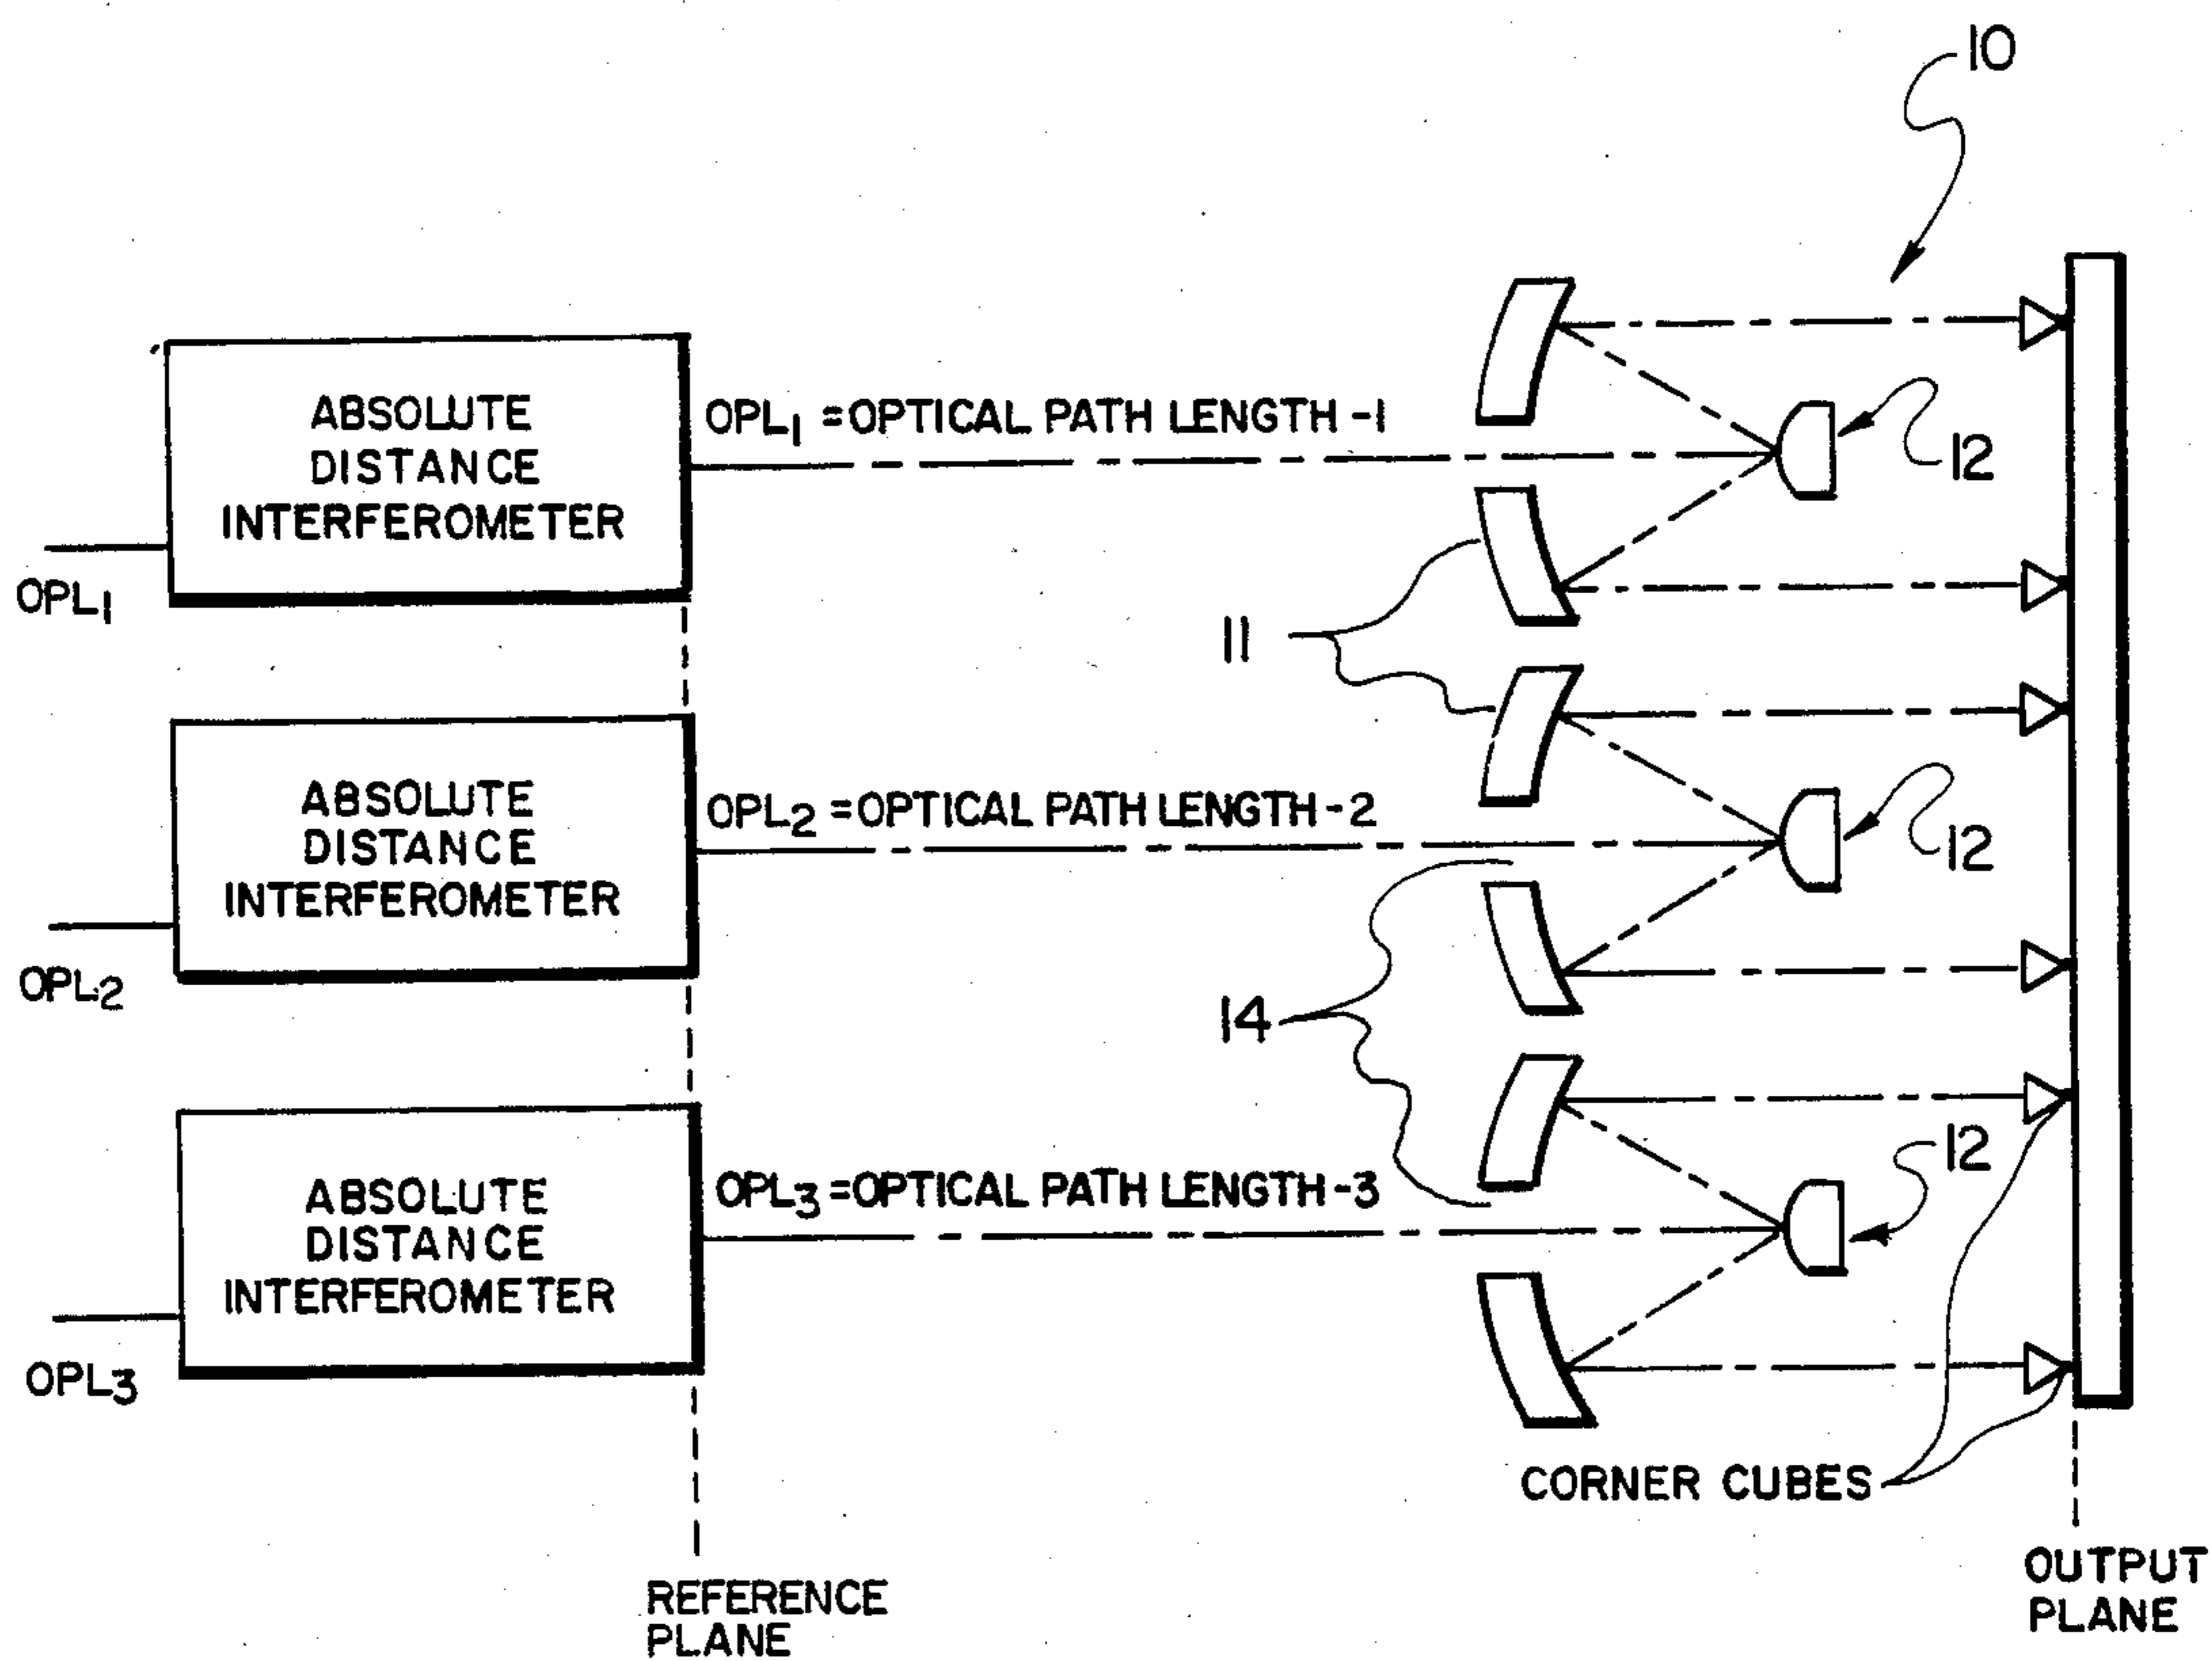 10
ABSOLUTE
DISTANCE
INTERFEROMETER
OPL1 = OPTICAL PATH LENGTH -1
12
OPL1
11
ABSOLUTE
DISTANCE
INTERFEROMETER
OPL2 = OPTICAL PATH LENGTH -2
12
OPL2
14
ABSOLUTE
DISTANCE
INTERFEROMETER
OPL3 = OPTICAL PATH LENGTH -3
12
OPL3
CORNER CUBES
REFERENCE
PLANE
OUTPUT
PLANE